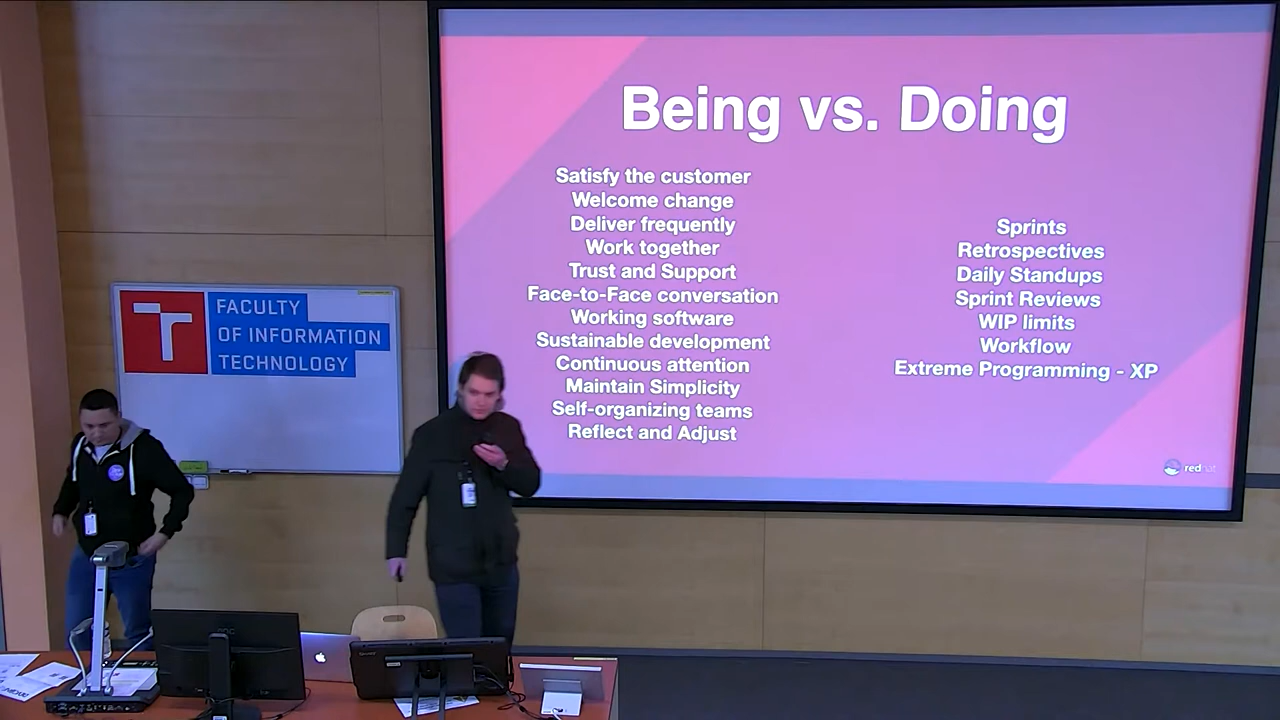 Being vs. Doing
Satisfy the customer
Welcome change
Deliver frequently
Work together
Trust and Support
Face-to-Face conversation
Working software
Sustainable development
Continuous attention
Maintain Simplicity
Self-organizing teams
Reflect and Adjust
Sprints
Retrospectives
Daily Standups
Sprint Reviews
WIP limits
Workflow
Extreme Programming - XP
redhat
T
FACULTY
OF INFORMATION
TECHNOLOGY